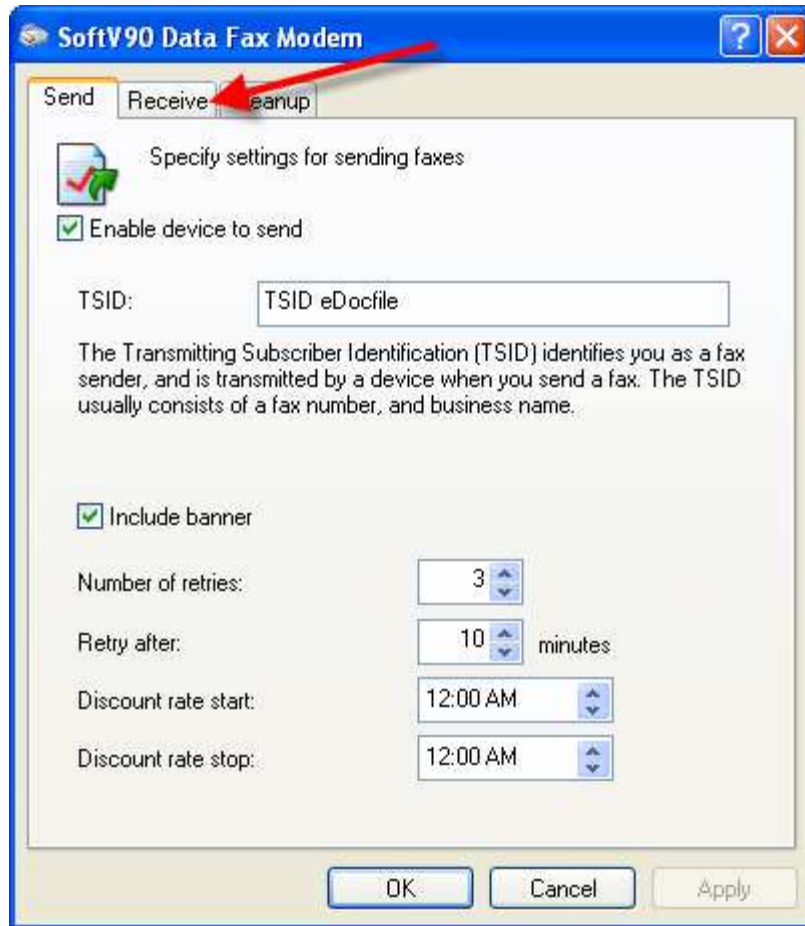 SoftV90 Data Fax Modem
Send Receive Cleanup
Specify settings for sending faxes
Enable device to send
TSID: TSID eDocfile
The Transmitting Subscriber Identification (TSID) identifies you as a fax
sender, and is transmitted by a device when you send a fax. The TSID
usually consists of a fax number, and business name.
Include banner
Number of retries: 3
Retry after: 10 minutes
Discount rate start: 12:00 AM
Discount rate stop: 12:00 AM
OK Cancel Apply